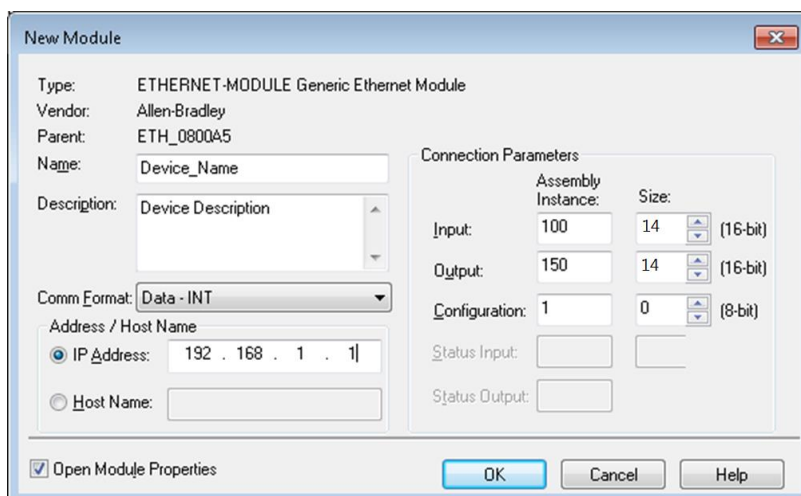 New Module
Type: ETHERNET-MODULE Generic Ethernet Module
Vendor: Allen-Bradley
Parent: ETH_0800A5
Name: Device_Name
Description: Device Description
Comm Format: Data - INT
Address / Host Name
IP Address: 192 . 168 . 1 . 1
Host Name:
Connection Parameters
Assembly
Instance: Size:
Input: 100 14 (16-bit)
Output: 150 14 (16-bit)
Configuration: 1 0 (8-bit)
Status Input:
Status Output:
Open Module Properties
OK Cancel Help